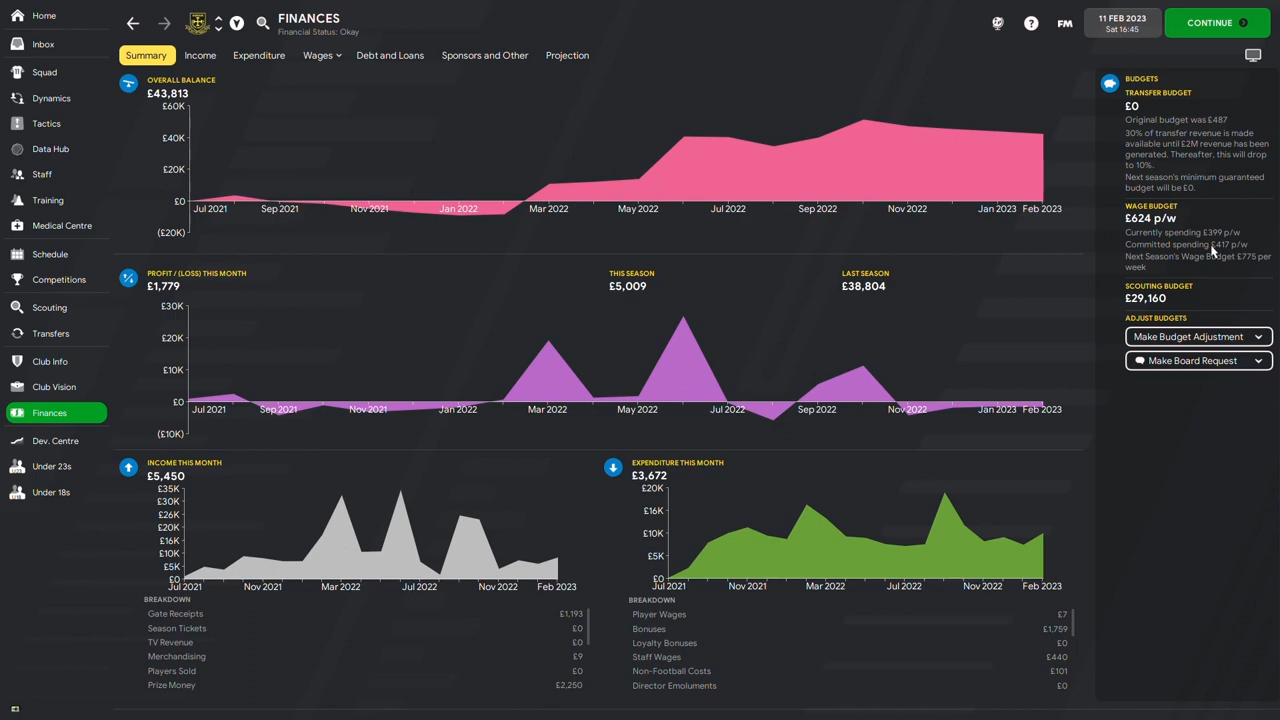 Home
Inbox
Squad
Dynamics
Tactics
Data Hub
Staff
Training
Medical Centre
Schedule
Competitions
Scouting
Transfers
Club Info
Club Vision
Finances
Dev. Centre
Under 23s
Under 18s
FINANCES
Financial Status: Okay
FM
11 FEB 2023
Sat 16:45
CONTINUE
Summary
Income
Expenditure
Wages
Debt and Loans
Sponsors and Other
Projection
OVERALL BALANCE
£43,813
£60K
£40K
£20K
£0
(£20K)
Jul 2021
Sep 2021
Nov 2021
Jan 2022
Mar 2022
May 2022
Jul 2022
Sep 2022
Nov 2022
Jan 2023
Feb 2023
PROFIT / (LOSS) THIS MONTH
£1,779
THIS SEASON
£5,009
LAST SEASON
£38,804
£30K
£20K
£10K
£0
(£10K)
Jul 2021
Sep 2021
Nov 2021
Jan 2022
Mar 2022
May 2022
Jul 2022
Sep 2022
Nov 2022
Jan 2023
Feb 2023
INCOME THIS MONTH
£5,450
£35K
£30K
£26K
£20K
£16K
£10K
£5K
£0
Jul 2021
Nov 2021
Mar 2022
Jul 2022
Nov 2022
Feb 2023
BREAKDOWN
Gate Receipts £1,193
Season Tickets £0
TV Revenue £0
Merchandising £9
Players Sold £0
Prize Money £2,250
EXPENDITURE THIS MONTH
£3,672
£20K
£16K
£10K
£5K
£0
Jul 2021
Nov 2021
Mar 2022
Jul 2022
Nov 2022
Feb 2023
BREAKDOWN
Player Wages £7
Bonuses £1,759
Loyalty Bonuses £0
Staff Wages £440
Non-Football Costs £101
Director Emoluments £0
BUDGETS
TRANSFER BUDGET
£0
Original budget was £487
30% of transfer revenue is made
available until £2M revenue has been
generated. Thereafter, this will drop
to 10%.
Next season's minimum guaranteed
budget will be £0.
WAGE BUDGET
£624 p/w
Currently spending £399 p/w
Committed spending £417 p/w
Next Season's Wage Budget £775 per
week
SCOUTING BUDGET
£29,160
ADJUST BUDGETS
Make Budget Adjustment
Make Board Request